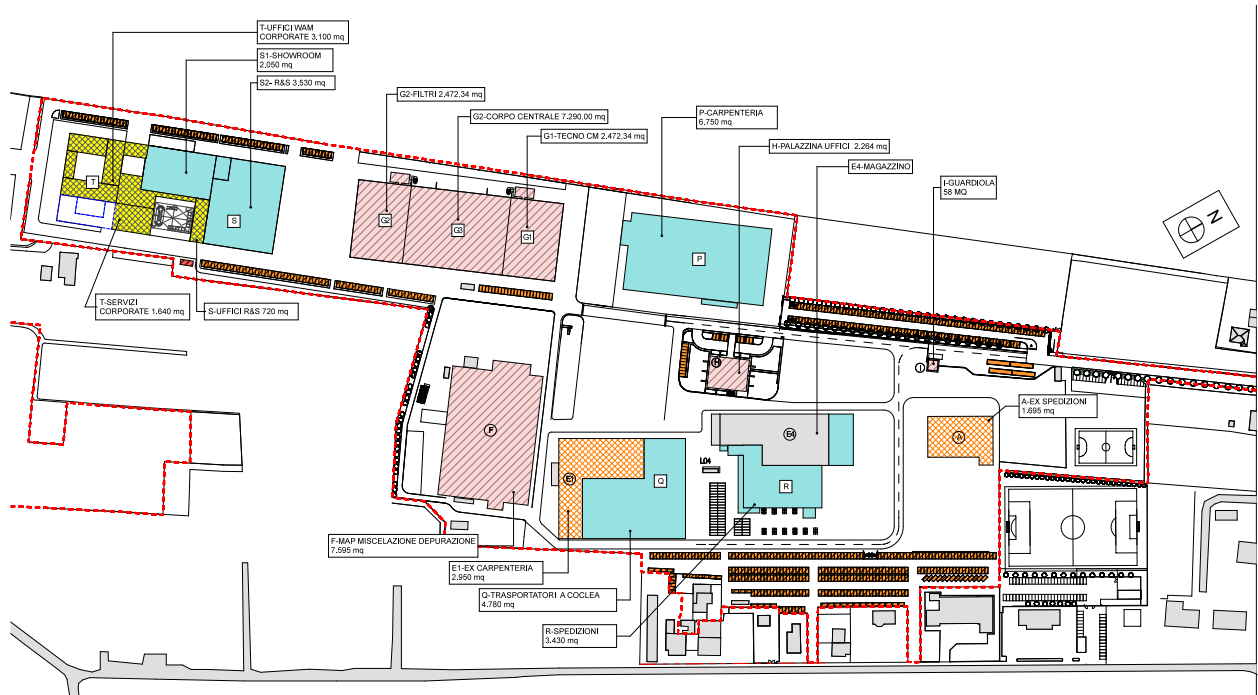 T-UFFICI WAM
CORPORATE 3,100 mq
S1-SHOWROOM
2,050 mq
S2- R&S 3,530 mq
G2-FILTRI 2.472,34 mq
G2-CORPO CENTRALE 7.290,00 mq
G1-TECNO CM 2.472,34 mq
P-CARPENTERIA
6.750 mq
H-PALAZZINA UFFICI 2.264 mq
E4-MAGAZZINO
I-GUARDIOLA
58 MQ
N
T
S
G2
G3
G1
P
T-SERVIZI
CORPORATE 1.640 mq
S-UFFICI R&S 720 mq
H
I
A-EX SPEDIZIONI
1.695 mq
F
E4
A
L04
E1
Q
R
F-MAP MISCELAZIONE DEPURAZIONE
7.595 mq
E1-EX CARPENTERIA
2.950 mq
Q-TRASPORTATORI A COCLEA
4.780 mq
R-SPEDIZIONI
3.430 mq